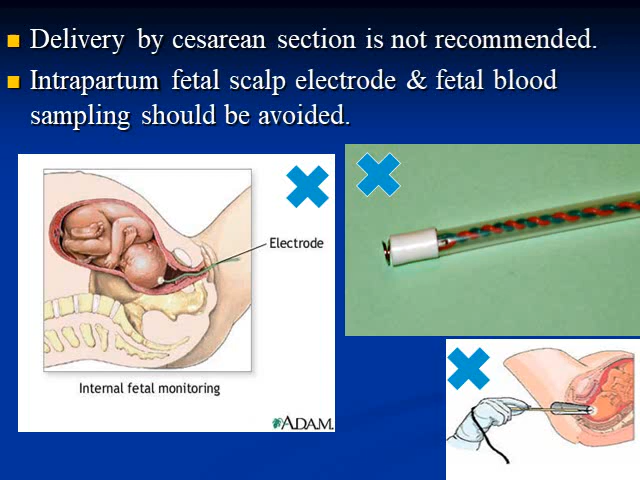 Delivery by cesarean section is not recommended.
Intrapartum fetal scalp electrode & fetal blood
sampling should be avoided.
Electrode
Internal fetal monitoring
A.D.A.M.